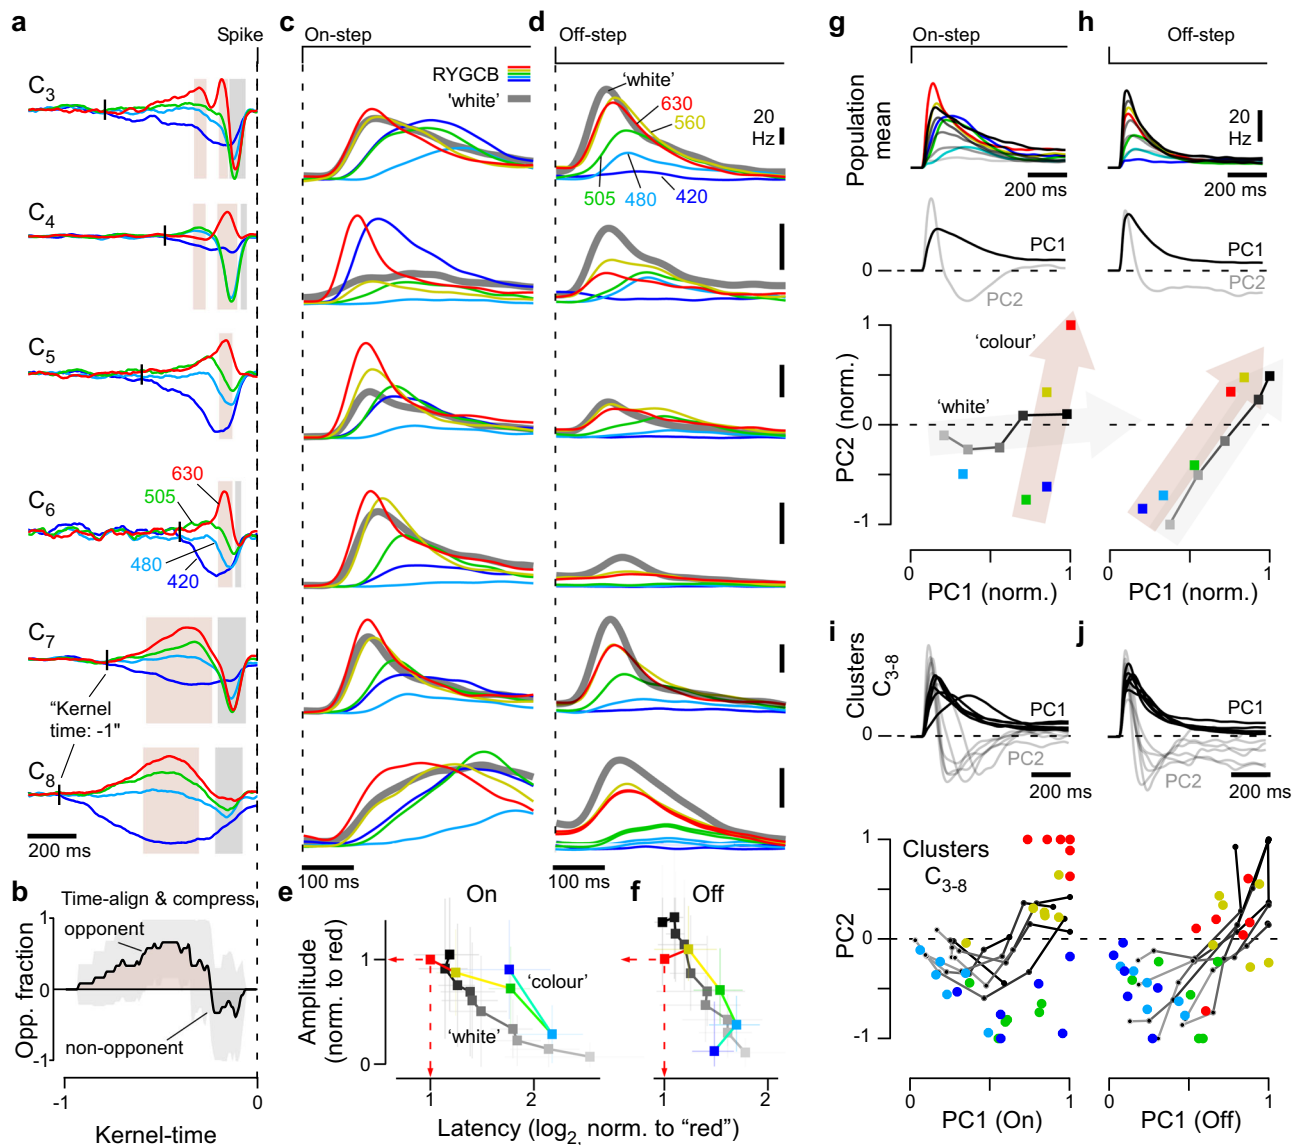 a
Spike
C3
C4
C5
C6
630
505
480
420
C7
"Kernel
time: -1"
C8
200 ms
b
Time-align & compress
opponent
non-opponent
Opp. fraction
1
0
-1
-1
0
Kernel-time
c
On-step
RYGCB
'white'
100 ms
d
Off-step
'white'
630
560
505
480
420
20
Hz
100 ms
e
On
'colour'
'white'
Amplitude
(norm. to red)
1
0
1
2
f
Off
1
2
Latency (log2, norm. to "red")
g
On-step
Population
mean
200 ms
0
PC1
PC2
'colour'
'white'
PC2 (norm.)
1
0
-1
0
1
PC1 (norm.)
h
Off-step
20
Hz
200 ms
PC1
PC2
0
1
PC1 (norm.)
i
Clusters
C3-8
0
PC1
PC2
200 ms
Clusters
C3-8
PC2
1
0
-1
0
1
PC1 (On)
j
PC1
PC2
200 ms
0
1
PC1 (Off)